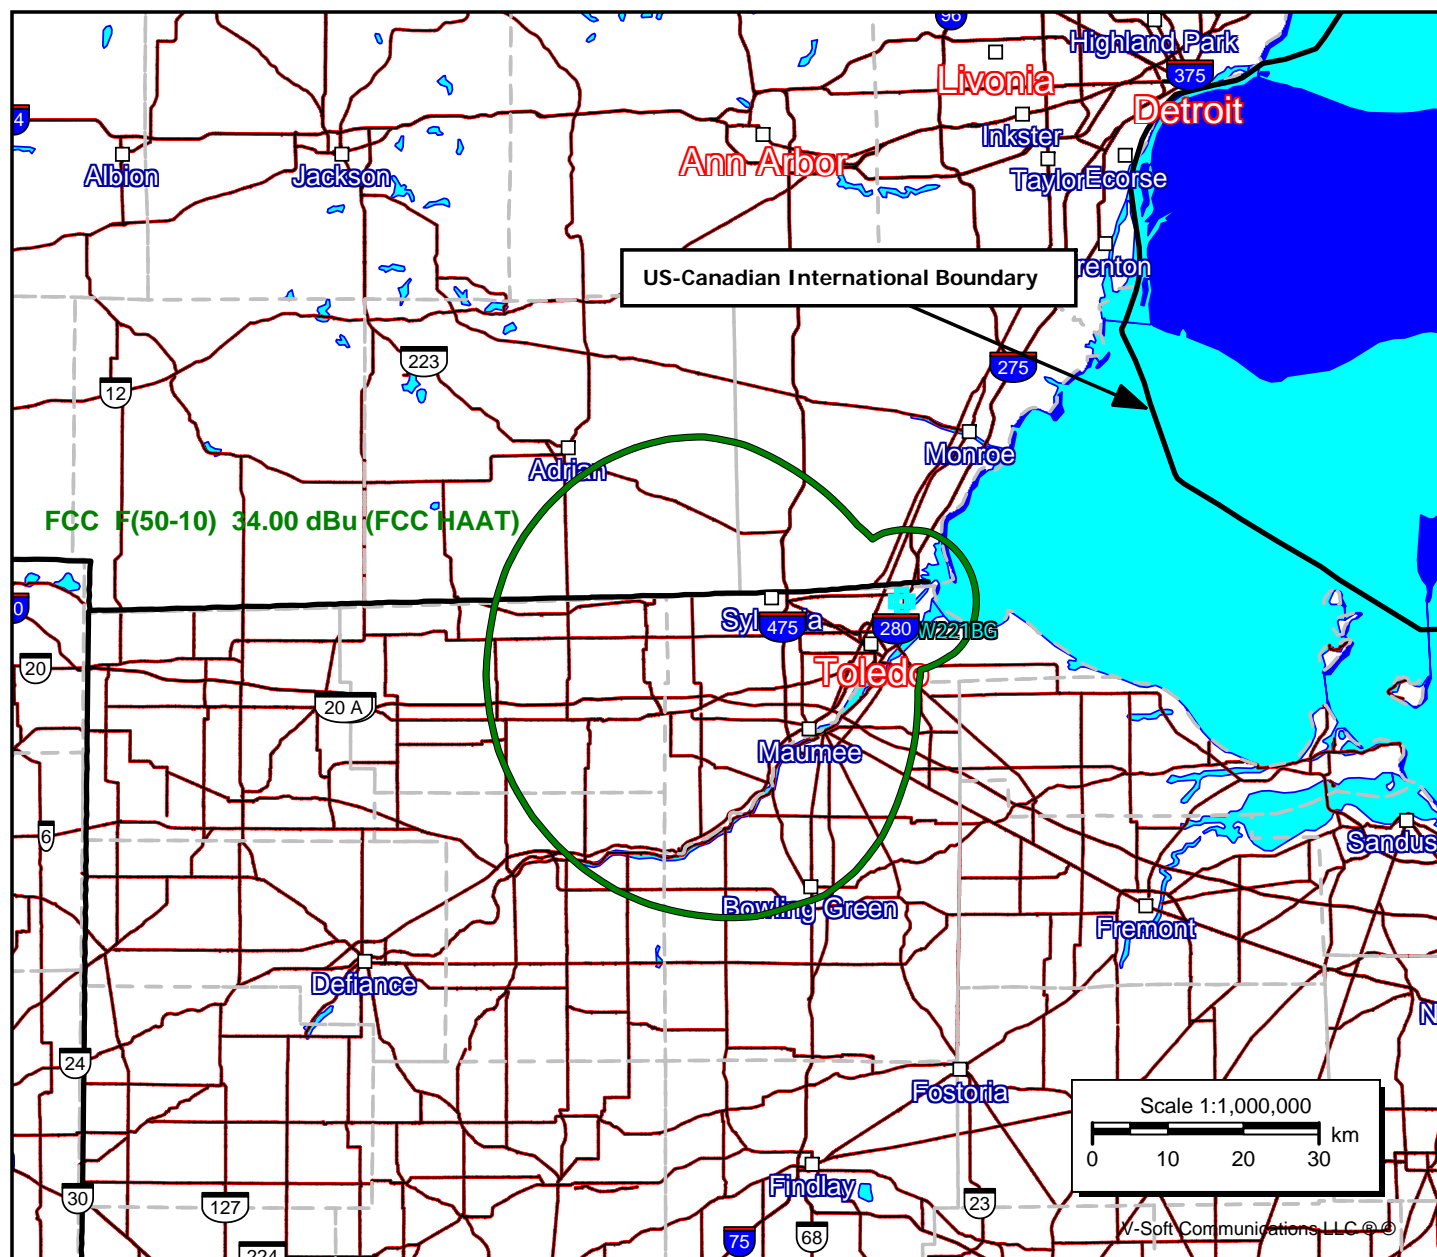 96
Highland Park
Livonia
375
Detroit
4
Inkster
Ann Arbor
Albion
Jackson
Taylor
Ecorse
renton
US-Canadian International Boundary
223
275
12
Monroe
Adrian
FCC F(50-10) 34.00 dBu (FCC HAAT)
0
Syl
a
475
280
W221BG
20
Toledo
20 A
Maumee
6
Sandus
Bowling Green
Fremont
Defiance
N
24
Fostoria
Scale 1:1,000,000
km
0 10 20 30
Findlay
30
127
23
V-Soft Communications LLC ® ©
75
68
224